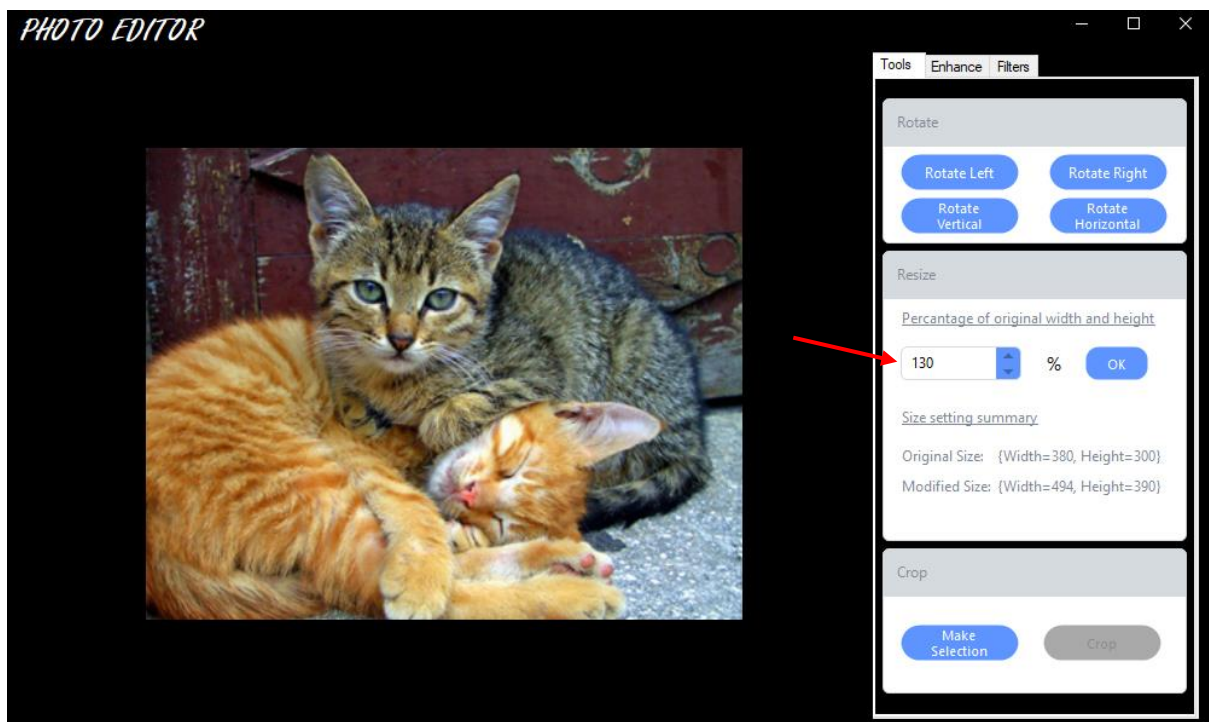 PHOTO EDITOR
Tools Enhance Filters
Rotate
Rotate Left
Rotate Right
Rotate
Vertical
Rotate
Horizontal
Resize
Percantage of original width and height
130 % OK
Size setting summary
Original Size: {Width=380, Height=300}
Modified Size: {Width=494, Height=390}
Crop
Make
Selection
Crop